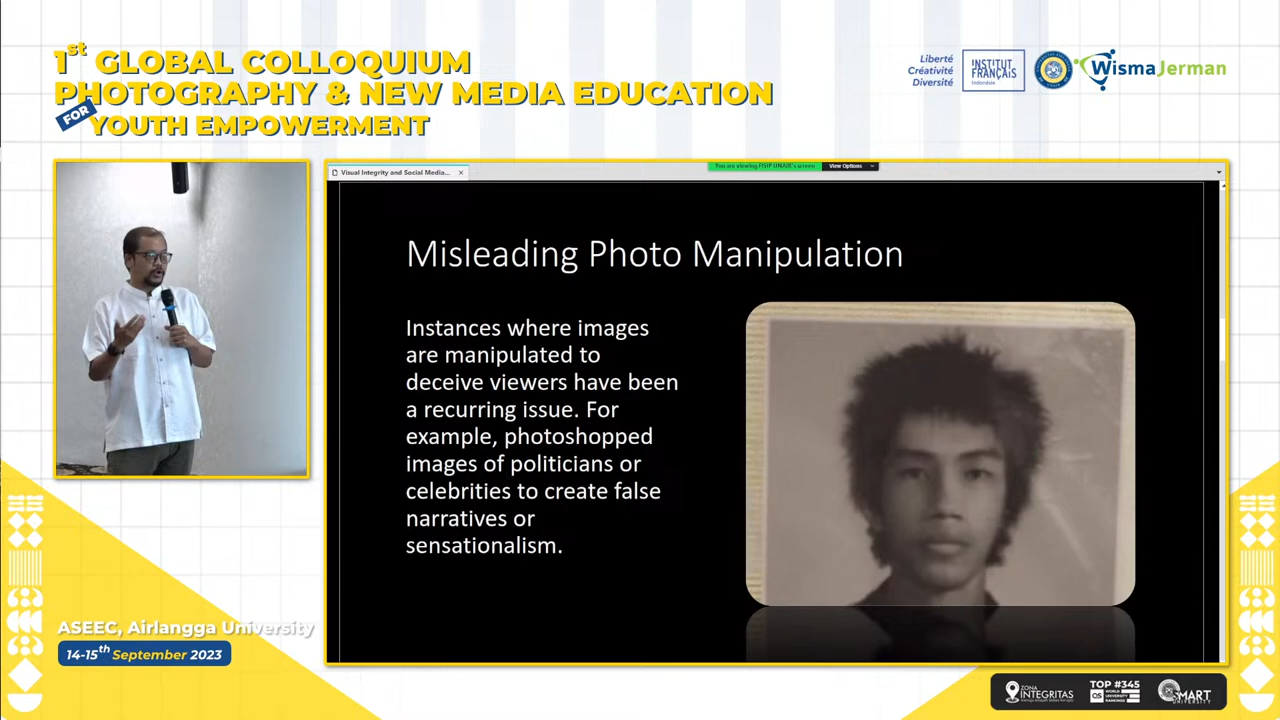 1st GLOBAL COLLOQUIUM
PHOTOGRAPHY & NEW MEDIA EDUCATION
FOR YOUTH EMPOWERMENT
Liberté
Créativité
Diversité
INSTITUT
FRANÇAIS
Indonésie
WismaJerman
Visual Integrity and Social Media...
You are viewing FISIP UNAIR's screen
View Options
Misleading Photo Manipulation
Instances where images
are manipulated to
deceive viewers have been
a recurring issue. For
example, photoshopped
images of politicians or
celebrities to create false
narratives or
sensationalism.
ASEEC, Airlangga University
14-15th September 2023
ZONA
INTEGRITAS
TOP #345
QS WORLD
UNIVERSITY
RANKINGS
SMART
UNIVERSITY